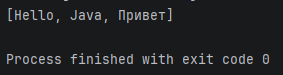 [Hello, Java, Привет]
Process finished with exit code 0